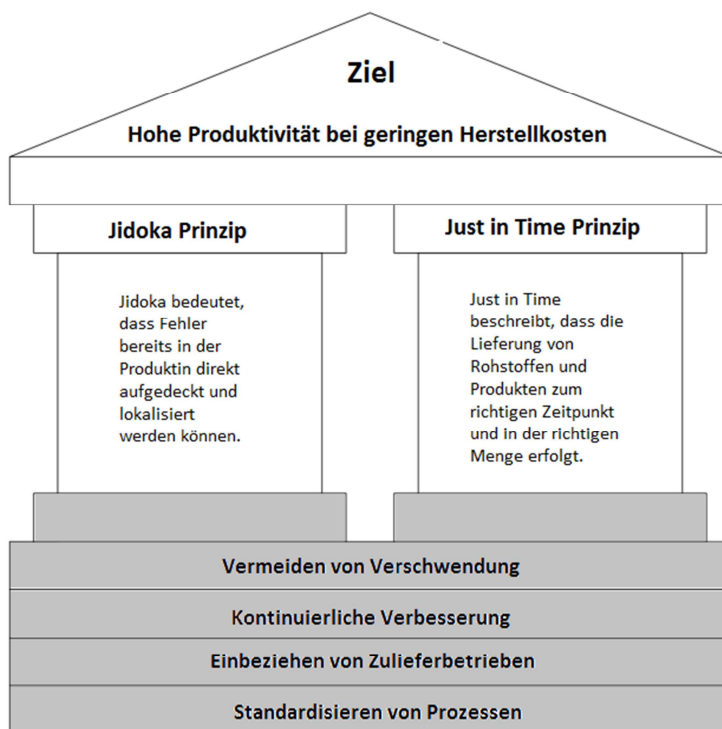 Ziel
Hohe Produktivität bei geringen Herstellkosten
Jidoka Prinzip
Jidoka bedeutet,
dass Fehler
bereits in der
Produktin direkt
aufgedeckt und
lokalisiert
werden können.
Just in Time Prinzip
Just in Time
beschreibt, dass die
Lieferung von
Rohstoffen und
Produkten zum
richtigen Zeitpunkt
und in der richtigen
Menge erfolgt.
Vermeiden von Verschwendung
Kontinuierliche Verbesserung
Einbeziehen von Zulieferbetrieben
Standardisieren von Prozessen